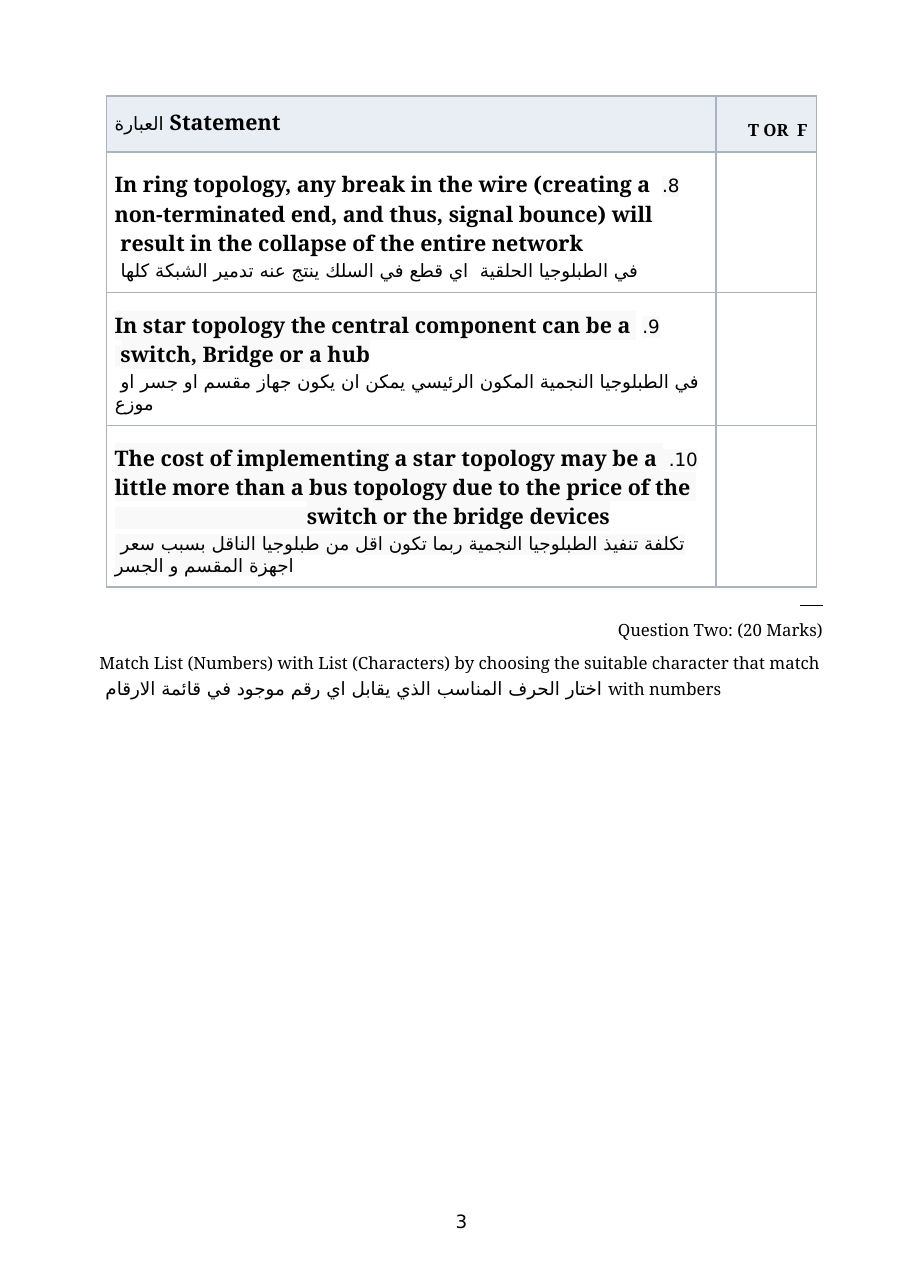 العبارة Statement
T OR F
In ring topology, any break in the wire (creating a .8
non-terminated end, and thus, signal bounce) will
result in the collapse of the entire network
في الطبلوجيا الحلقية اي قطع في السلك ينتج عنه تدمير الشبكة كلها
In star topology the central component can be a .9
switch, Bridge or a hub
في الطبلوجيا النجمية المكون الرئيسي يمكن ان يكون جهاز مقسم او جسر او
موزع
The cost of implementing a star topology may be a .10
little more than a bus topology due to the price of the
switch or the bridge devices
تكلفة تنفيذ الطبلوجيا النجمية ربما تكون اقل من طبلوجيا الناقل بسبب سعر
اجهزة المقسم و الجسر
Question Two: (20 Marks)
Match List (Numbers) with List (Characters) by choosing the suitable character that match
اختار الحرف المناسب الذي يقابل اي رقم موجود في قائمة الارقام with numbers
3